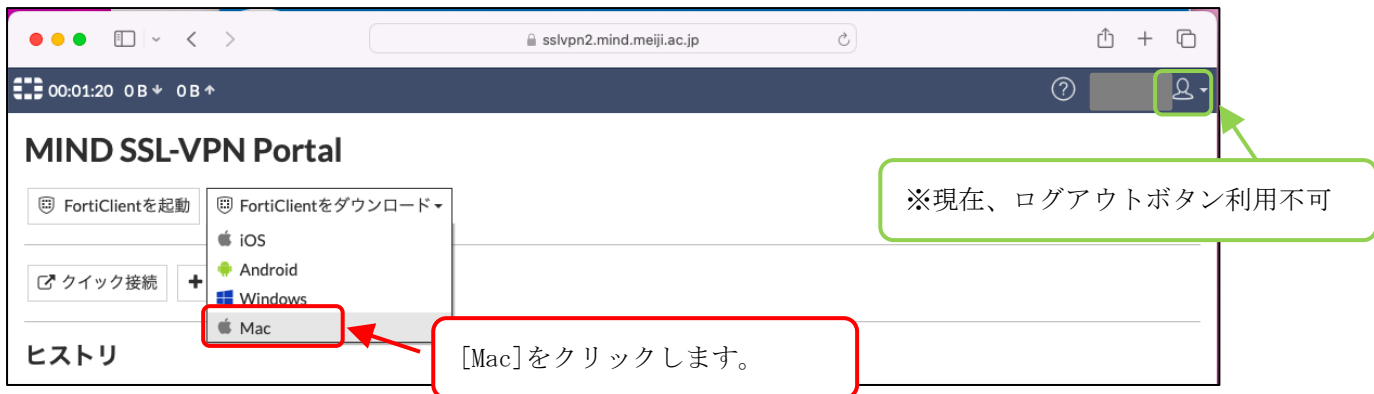 sslvpn2.mind.meiji.ac.jp
00:01:20 0 B 0 B
MIND SSL-VPN Portal
※現在、ログアウトボタン利用不可
FortiClientを起動 FortiClientをダウンロード
iOS
Android
クイック接続
Windows
Mac
[Mac]をクリックします。
ヒストリ